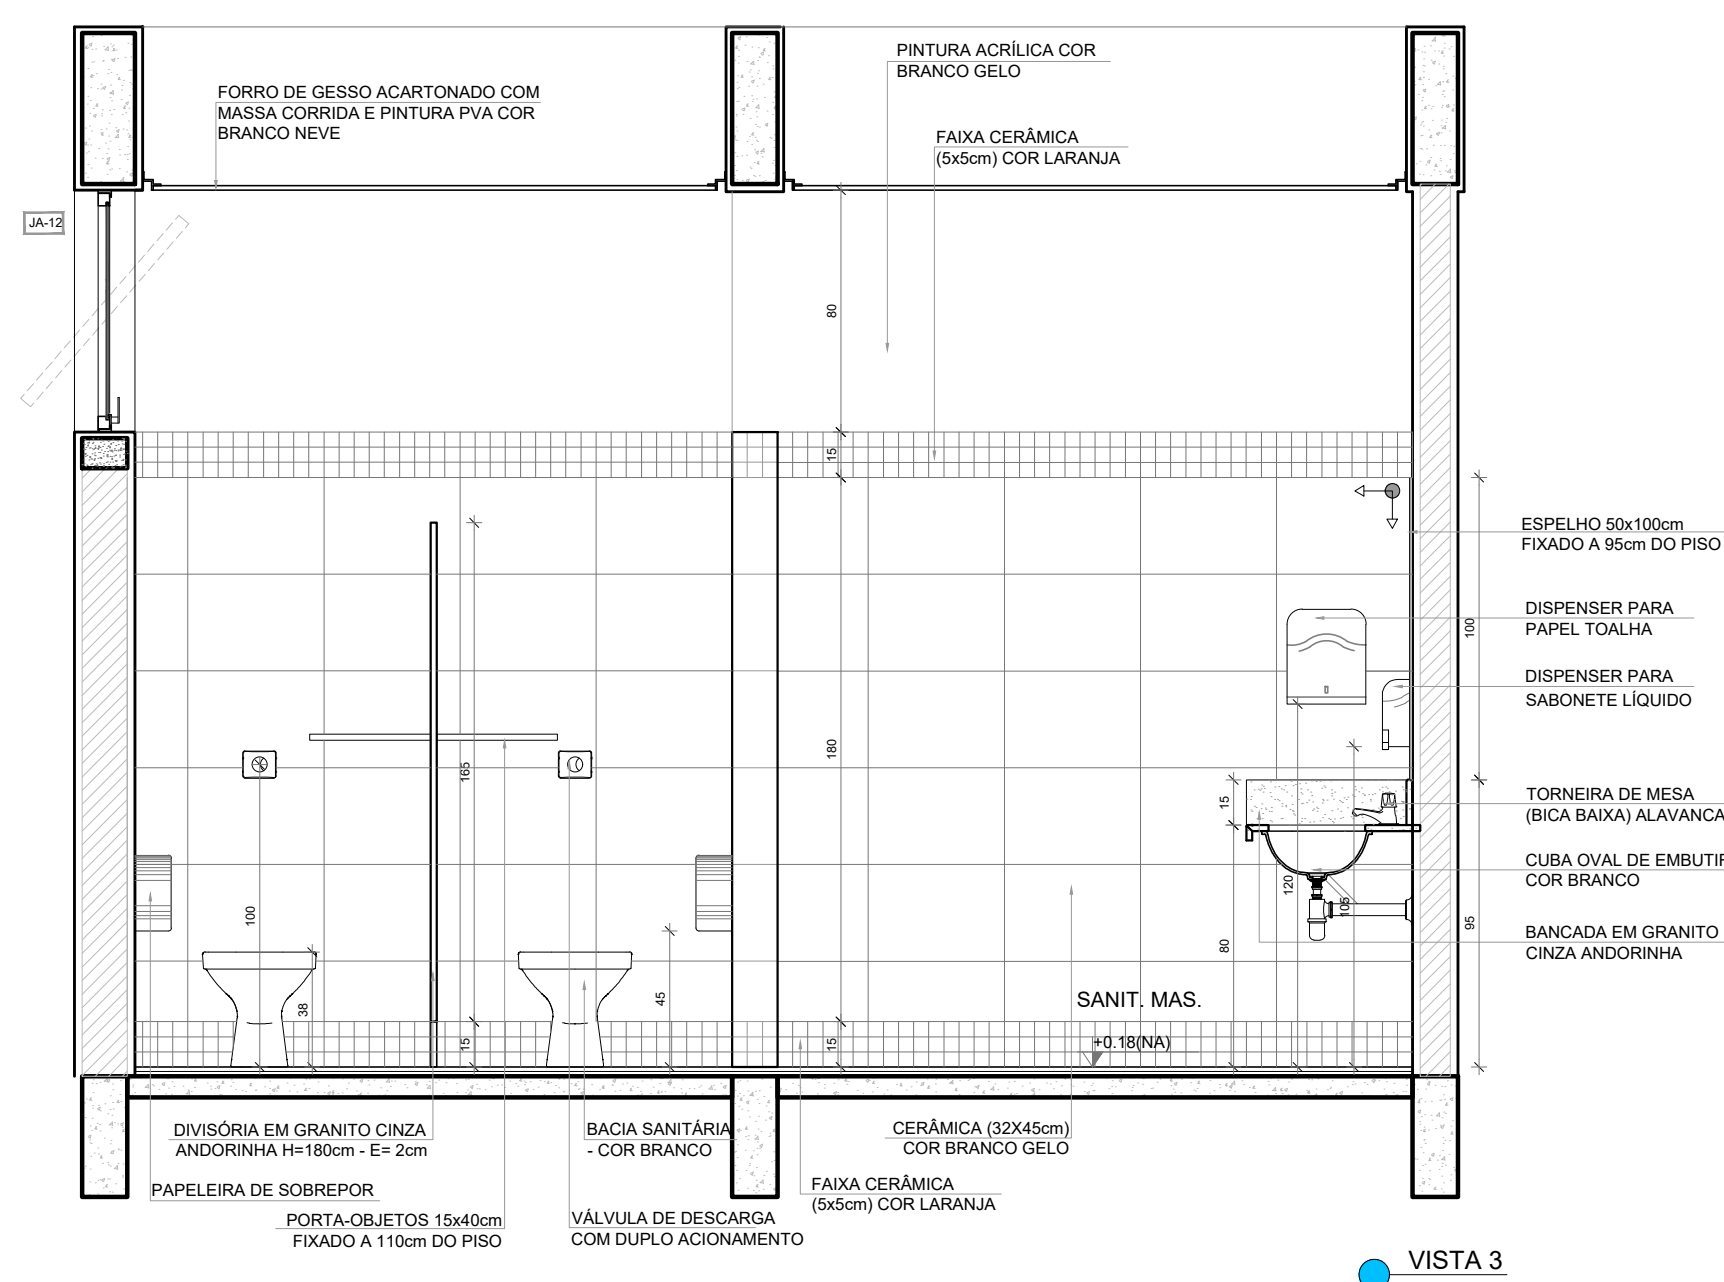 PINTURA ACRÍLICA COR
BRANCO GELO
FORRO DE GESSO ACARTONADO COM
MASSA CORRIDA E PINTURA PVA COR
BRANCO NEVE
FAIXA CERÂMICA
(5x5cm) COR LARANJA
JA-12
80
15
ESPELHO 50x100cm
FIXADO A 95cm DO PISO
DISPENSER PARA
PAPEL TOALHA
100
DISPENSER PARA
SABONETE LÍQUIDO
180
165
15
TORNEIRA DE MESA
(BICA BAIXA) ALAVANCA
CUBA OVAL DE EMBUTIR
COR BRANCO
120
105
100
95
BANCADA EM GRANITO
CINZA ANDORINHA
80
45
38
SANIT. MAS.
+0.18(NA)
15
15
DIVISÓRIA EM GRANITO CINZA
ANDORINHA H=180cm - E= 2cm
BACIA SANITÁRIA
- COR BRANCO
CERÂMICA (32X45cm)
COR BRANCO GELO
PAPELEIRA DE SOBREPOR
FAIXA CERÂMICA
(5x5cm) COR LARANJA
PORTA-OBJETOS 15x40cm
FIXADO A 110cm DO PISO
VÁLVULA DE DESCARGA
COM DUPLO ACIONAMENTO
VISTA 3